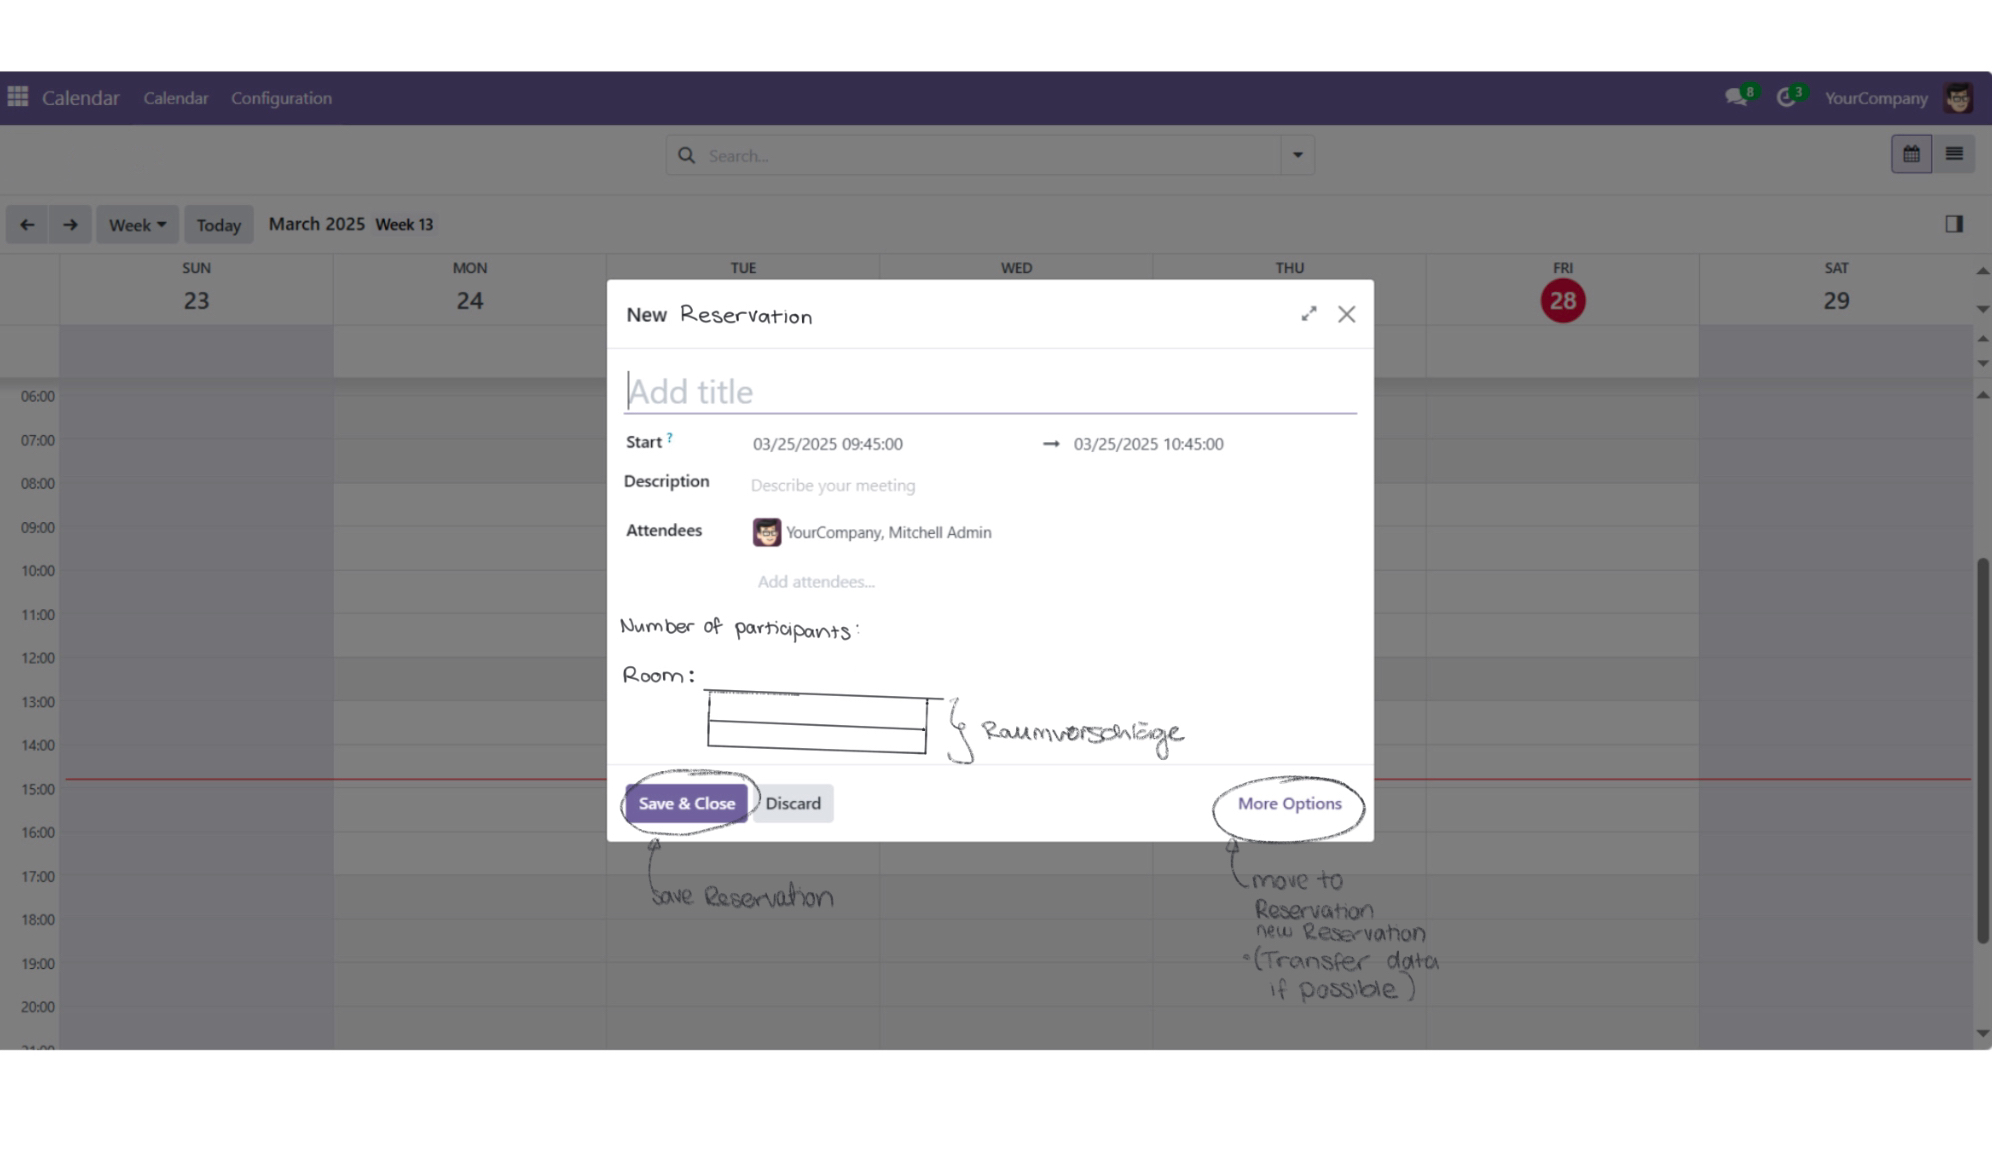 Calendar Calendar Configuration 8 3 YourCompany
Search...
Week Today March 2025 Week 13
SUN MON TUE WED THU FRI SAT
23 24 28 29
New Reservation
Add title
Start ? 03/25/2025 09:45:00 → 03/25/2025 10:45:00
Description Describe your meeting
Attendees YourCompany, Mitchell Admin
Add attendees...
Number of participants:
Room:
Raumvorschläge
Save & Close Discard More Options
save Reservation
move to
Reservation
new Reservation
(Transfer data
if possible)
06:00
07:00
08:00
09:00
10:00
11:00
12:00
13:00
14:00
15:00
16:00
17:00
18:00
19:00
20:00
21:00